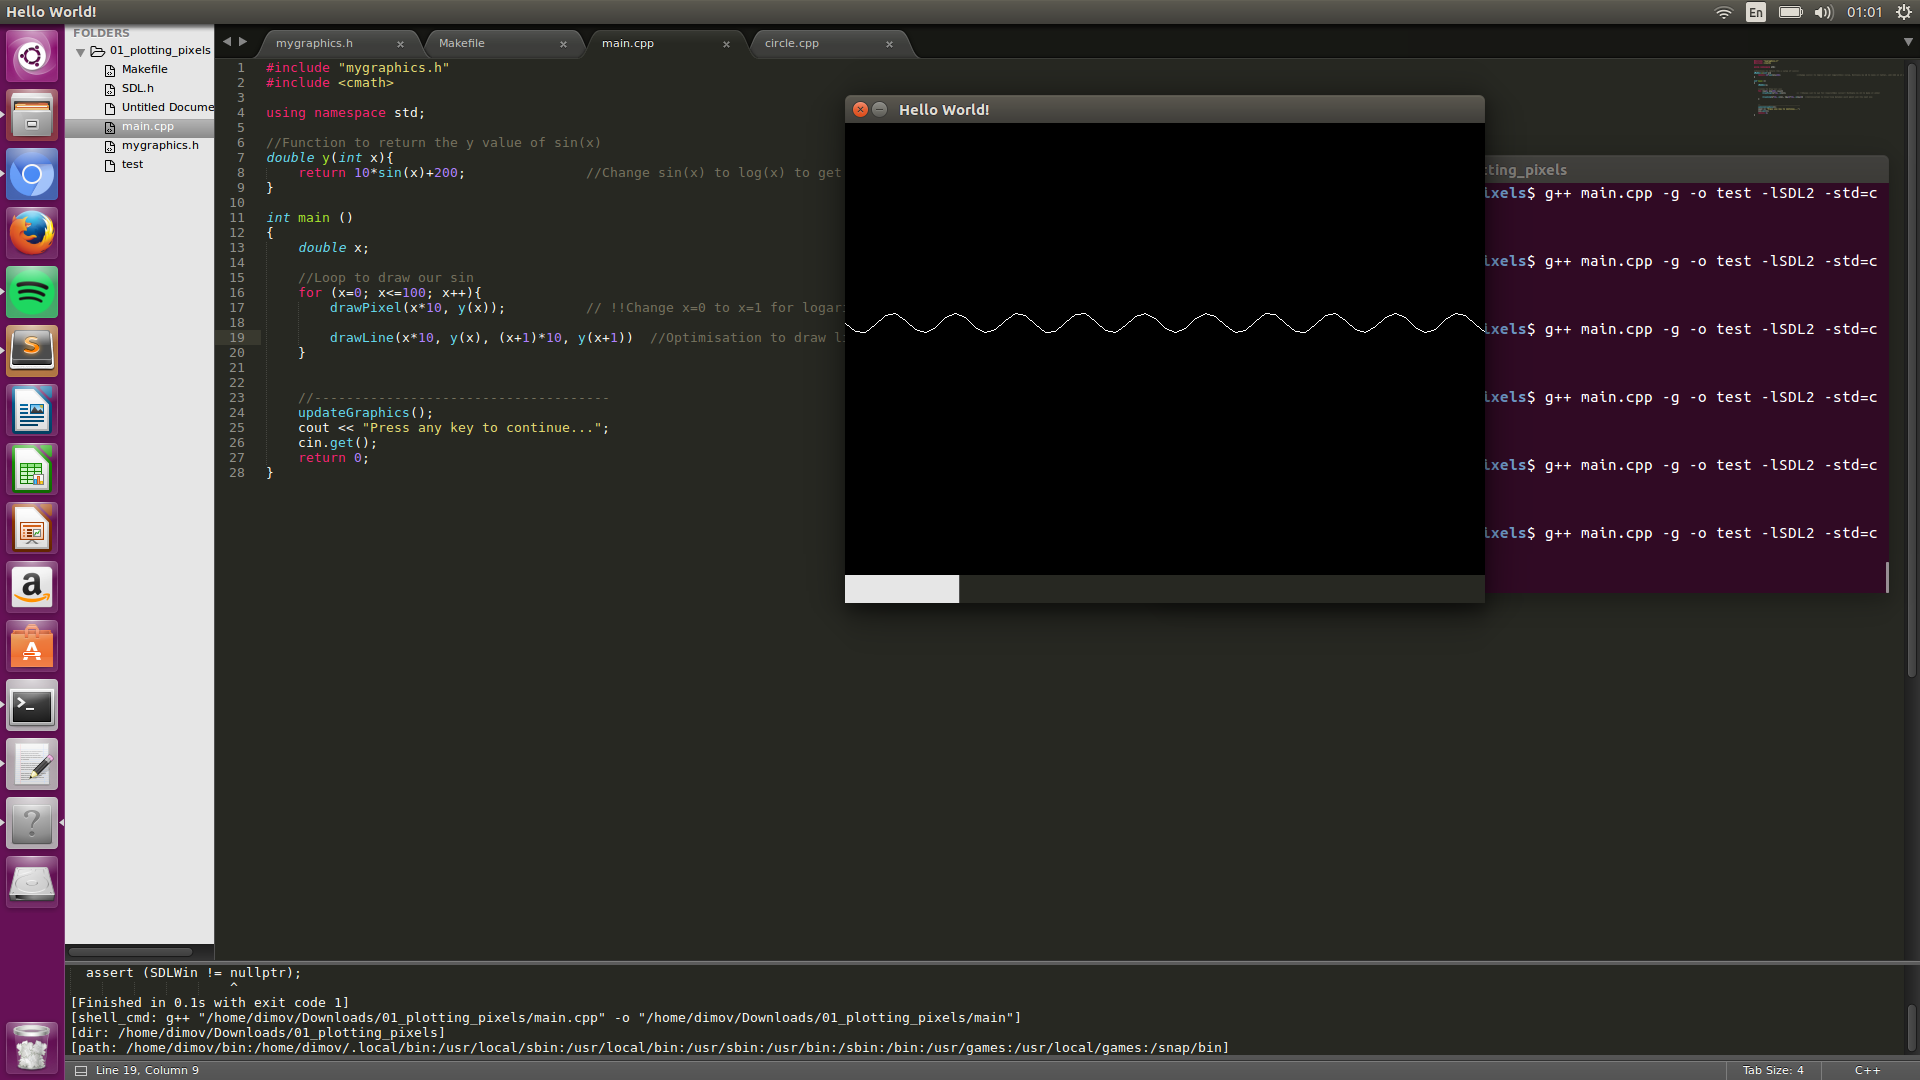 Hello World!
En
01:01
FOLDERS
01_plotting_pixels
Makefile
SDL.h
Untitled Docume
main.cpp
mygraphics.h
test
mygraphics.h
Makefile
main.cpp
circle.cpp
1 #include "mygraphics.h"
2 #include <cmath>
3
4 using namespace std;
5
6 //Function to return the y value of sin(x)
7 double y(int x){
8 return 10*sin(x)+200; //Change sin(x) to log(x) to get
9 }
10
11 int main ()
12 {
13 double x;
14
15 //Loop to draw our sin
16 for (x=0; x<=100; x++){
17 drawPixel(x*10, y(x)); // !!Change x=0 to x=1 for logar
18
19 drawLine(x*10, y(x), (x+1)*10, y(x+1)) //Optimisation to draw l
20 }
21
22
23 //-------------------------------------
24 updateGraphics();
25 cout << "Press any key to continue...";
26 cin.get();
27 return 0;
28 }
Hello World!
ting_pixels
ixels$ g++ main.cpp -g -o test -lSDL2 -std=c
ixels$ g++ main.cpp -g -o test -lSDL2 -std=c
ixels$ g++ main.cpp -g -o test -lSDL2 -std=c
ixels$ g++ main.cpp -g -o test -lSDL2 -std=c
ixels$ g++ main.cpp -g -o test -lSDL2 -std=c
ixels$ g++ main.cpp -g -o test -lSDL2 -std=c
assert (SDLWin != nullptr);
^
[Finished in 0.1s with exit code 1]
[shell_cmd: g++ "/home/dimov/Downloads/01_plotting_pixels/main.cpp" -o "/home/dimov/Downloads/01_plotting_pixels/main"]
[dir: /home/dimov/Downloads/01_plotting_pixels]
[path: /home/dimov/bin:/home/dimov/.local/bin:/usr/local/sbin:/usr/local/bin:/usr/sbin:/usr/bin:/sbin:/bin:/usr/games:/usr/local/games:/snap/bin]
Line 19, Column 9
Tab Size: 4
C++